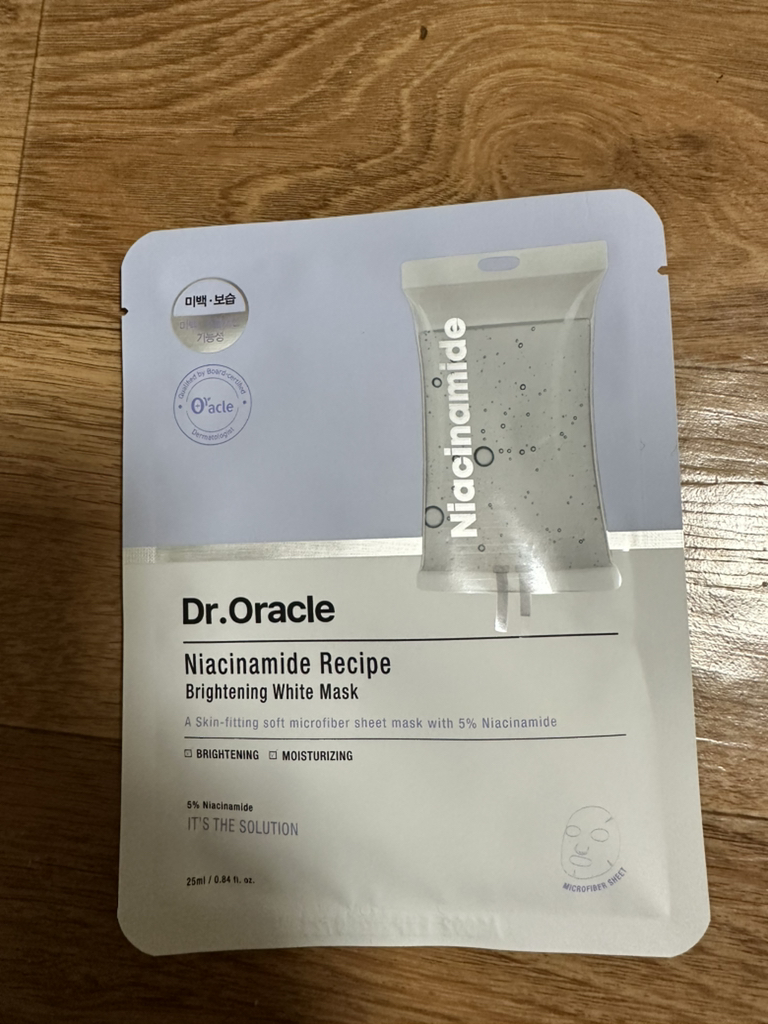 미백·보습
기능성
Qualified by Board-certified
Dr.Oracle
Dermatologist
Niacinamide
Dr.Oracle
Niacinamide Recipe
Brightening White Mask
A Skin-fitting soft microfiber sheet mask with 5% Niacinamide
BRIGHTENING MOISTURIZING
5% Niacinamide
IT'S THE SOLUTION
25ml / 0.84 fl. oz.
MICROFIBER SHEET